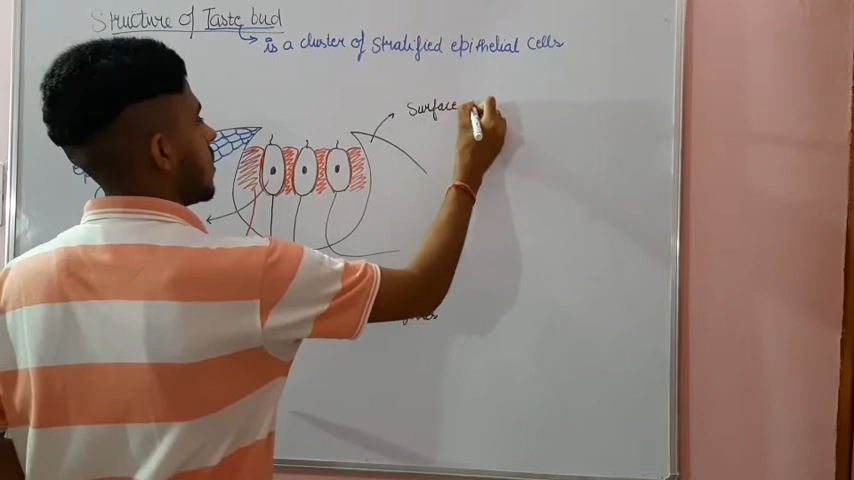 Structure of Taste bud
is a cluster of stratified epithelial cells
Surface